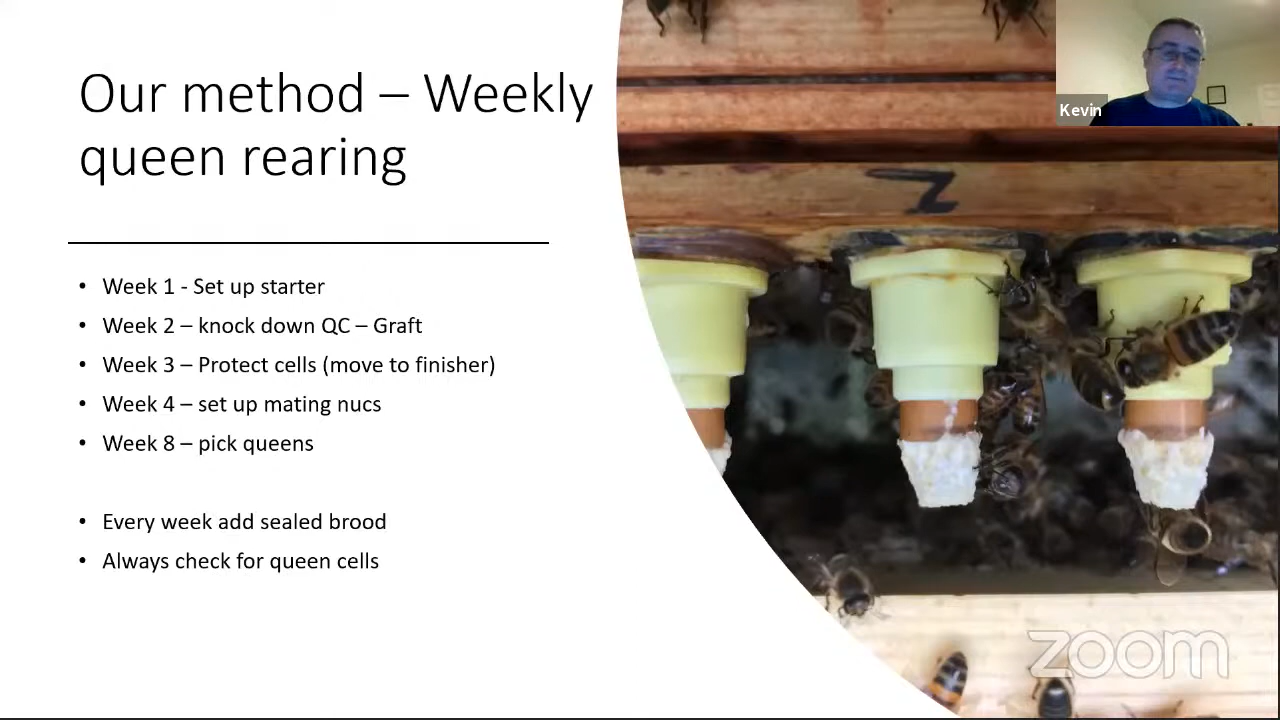 Our method – Weekly
queen rearing
• Week 1 - Set up starter
• Week 2 – knock down QC – Graft
• Week 3 – Protect cells (move to finisher)
• Week 4 – set up mating nucs
• Week 8 – pick queens
• Every week add sealed brood
• Always check for queen cells
Kevin
zoom